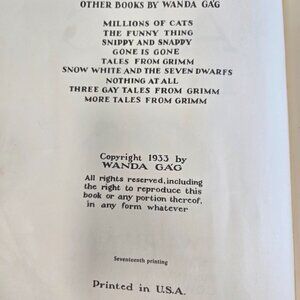 OTHER BOOKS BY WANDA GÁG
MILLIONS OF CATS
THE FUNNY THING
SNIPPY AND SNAPPY
GONE IS GONE
TALES FROM GRIMM
SNOW WHITE AND THE SEVEN DWARFS
NOTHING AT ALL
THREE GAY TALES FROM GRIMM
MORE TALES FROM GRIMM
Copyright 1933 by
WANDA GÁG
All rights reserved, including
the right to reproduce this
book or any portion thereof,
in any form whatever
Seventeenth printing
Printed in U.S.A.